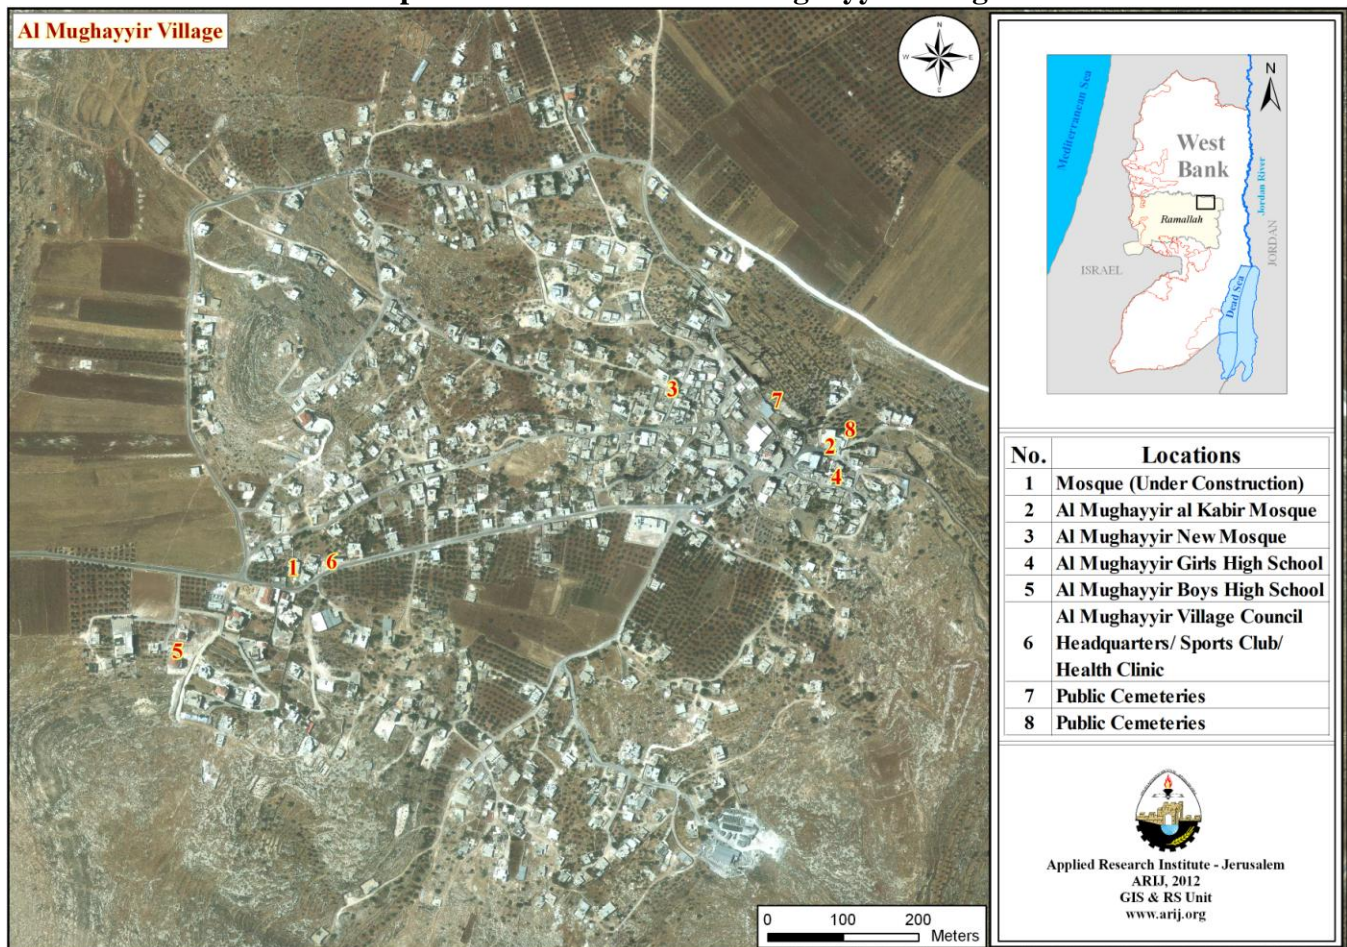 Al Mughayyir Village
N
W
E
S
3
7
8
2
4
1
6
5
0 100 200
Meters
N
Mediterranean Sea
West
Bank
Jordan River
Ramallah
JORDAN
ISRAEL
Dead Sea
No. Locations
1 Mosque (Under Construction)
2 Al Mughayyir al Kabir Mosque
3 Al Mughayyir New Mosque
4 Al Mughayyir Girls High School
5 Al Mughayyir Boys High School
Al Mughayyir Village Council
6 Headquarters/ Sports Club/
Health Clinic
7 Public Cemeteries
8 Public Cemeteries
Applied Research Institute - Jerusalem
ARIJ, 2012
GIS & RS Unit
www.arij.org